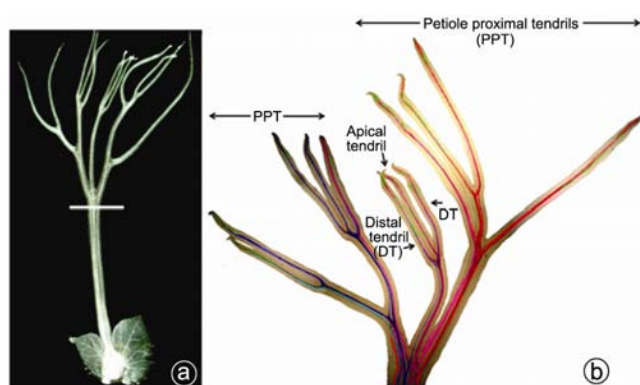 Petiole proximal tendrils
(PPT)
PPT
Apical
tendril
DT
Distal
tendril
(DT)
a
b